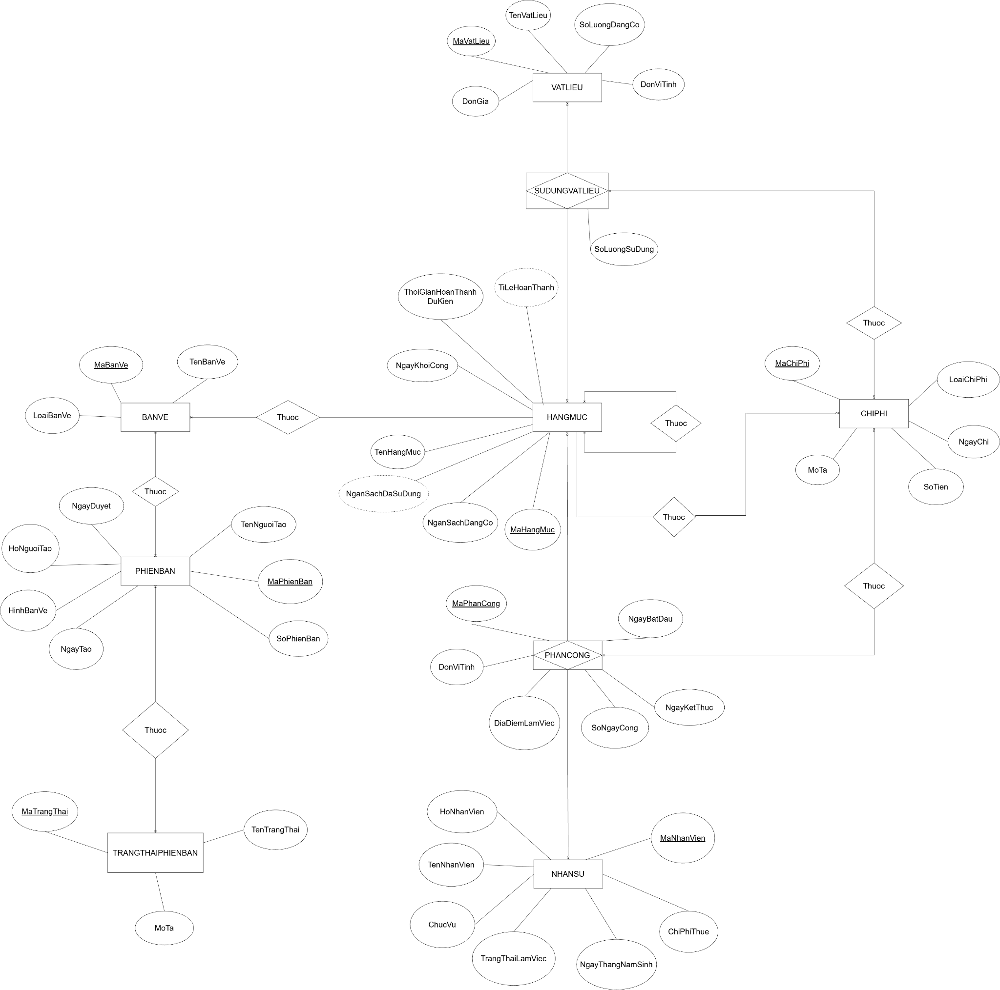 TenVatLieu
SoLuongDangCo
MaVatLieu
DonViTinh
VATLIEU
DonGia
SUDUNGVATLIEU
SoLuongSuDung
TiLeHoanThanh
ThoiGianHoanThanh
DuKien
Thuoc
MaBanVe
TenBanVe
NgayKhoiCong
MaChiPhi
LoaiChiPhi
LoaiBanVe
BANVE
Thuoc
HANGMUC
Thuoc
CHIPHI
TenHangMuc
NgayChi
MoTa
SoTien
Thuoc
NganSachDaSuDung
NgayDuyet
TenNguoiTao
NganSachDangCo
MaHangMuc
Thuoc
HoNguoiTao
PHIENBAN
MaPhienBan
Thuoc
MaPhanCong
NgayBatDau
HinhBanVe
NgayTao
SoPhienBan
DonViTinh
PHANCONG
NgayKetThuc
DiaDiemLamViec
SoNgayCong
Thuoc
MaTrangThai
TenTrangThai
HoNhanVien
MaNhanVien
TRANGTHAIPHIENBAN
TenNhanVien
NHANSU
MoTa
ChucVu
ChiPhiThue
TrangThaiLamViec
NgayThangNamSinh